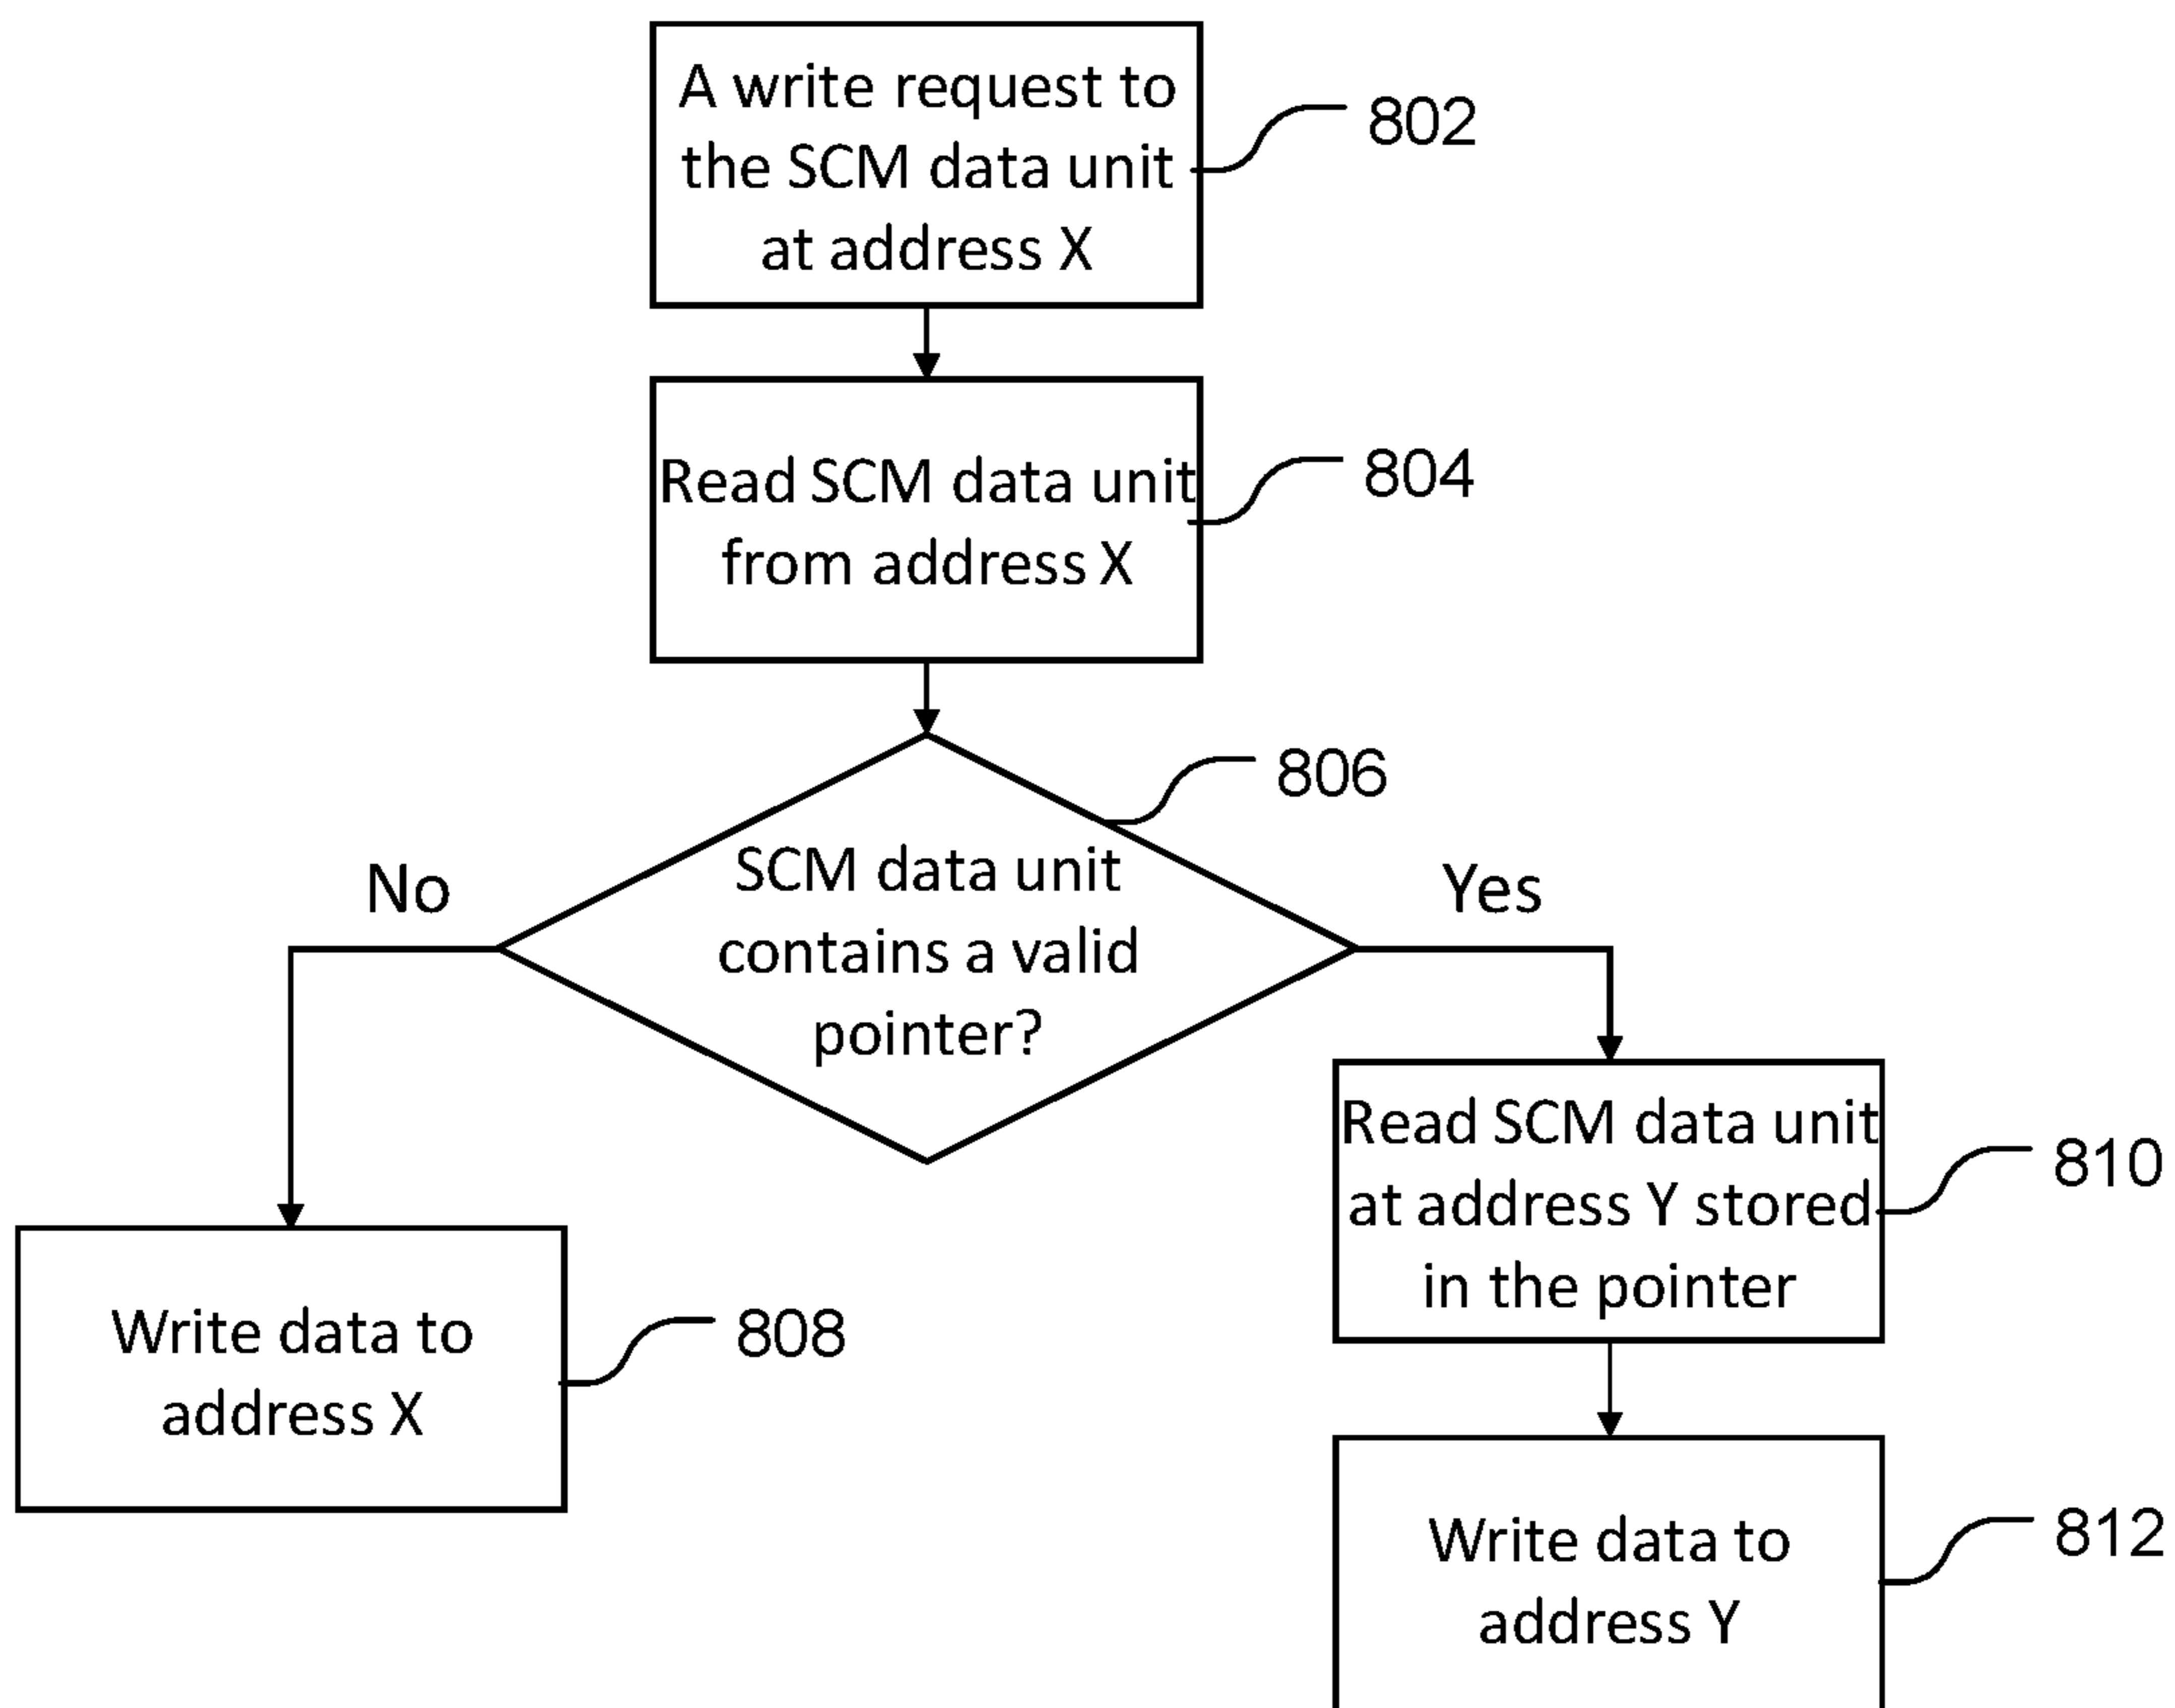 A write request to
the SCM data unit
at address X
802
Read SCM data unit
from address X
804
806
SCM data unit
contains a valid
pointer?
No
Yes
Read SCM data unit
at address Y stored
in the pointer
810
Write data to
address X
808
Write data to
address Y
812